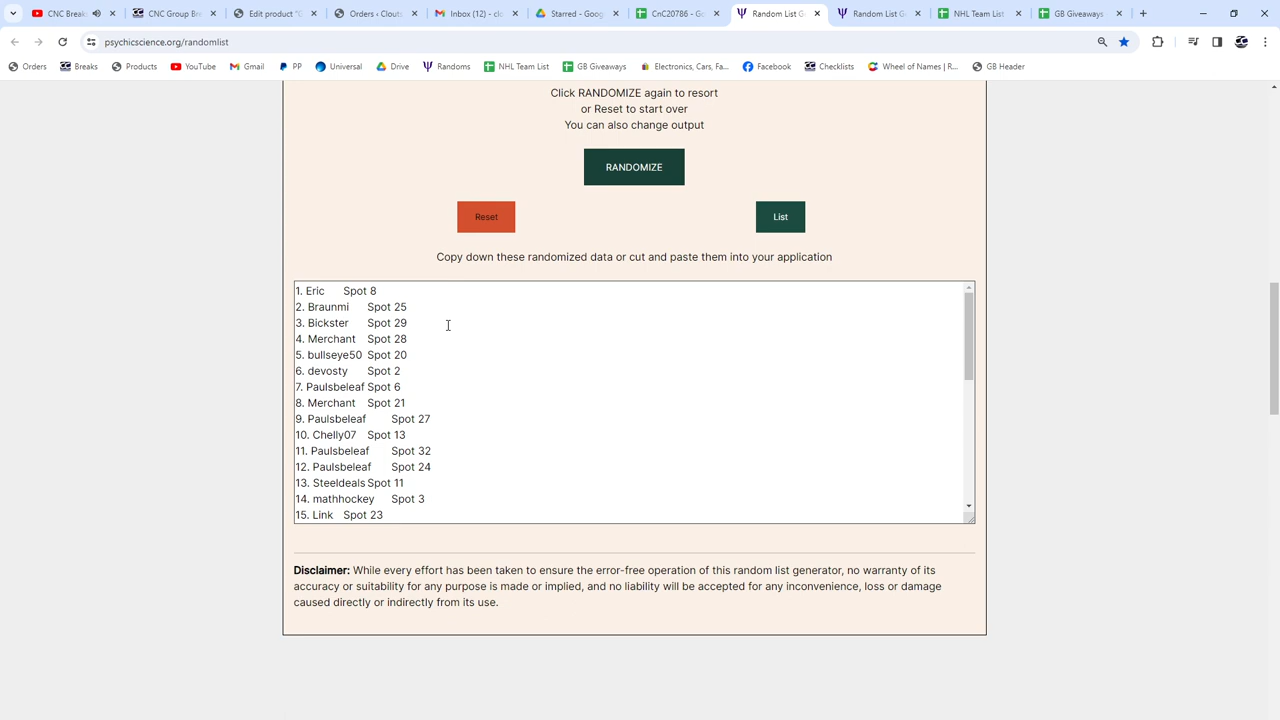 CNC Breaks
CNC Group Bre
Edit product "G
Orders ‹ Clouts
Inbox (12) - clo
Starred - Goog
CnC20786 - Go
Random List Ge
Random List Ge
NHL Team List
GB Giveaways
psychicscience.org/randomlist
Orders
Breaks
Products
YouTube
Gmail
PP
Universal
Drive
Randoms
NHL Team List
GB Giveaways
Electronics, Cars, Fa...
Facebook
Checklists
Wheel of Names | R...
GB Header
Click RANDOMIZE again to resort
or Reset to start over
You can also change output
RANDOMIZE
Reset
List
Copy down these randomized data or cut and paste them into your application
1. Eric Spot 8
2. Braunmi Spot 25
3. Bickster Spot 29
4. Merchant Spot 28
5. bullseye50 Spot 20
6. devosty Spot 2
7. Paulsbeleaf Spot 6
8. Merchant Spot 21
9. Paulsbeleaf Spot 27
10. Chelly07 Spot 13
11. Paulsbeleaf Spot 32
12. Paulsbeleaf Spot 24
13. Steeldeals Spot 11
14. mathhockey Spot 3
15. Link Spot 23
Disclaimer: While every effort has been taken to ensure the error-free operation of this random list generator, no warranty of its
accuracy or suitability for any purpose is made or implied, and no liability will be accepted for any inconvenience, loss or damage
caused directly or indirectly from its use.